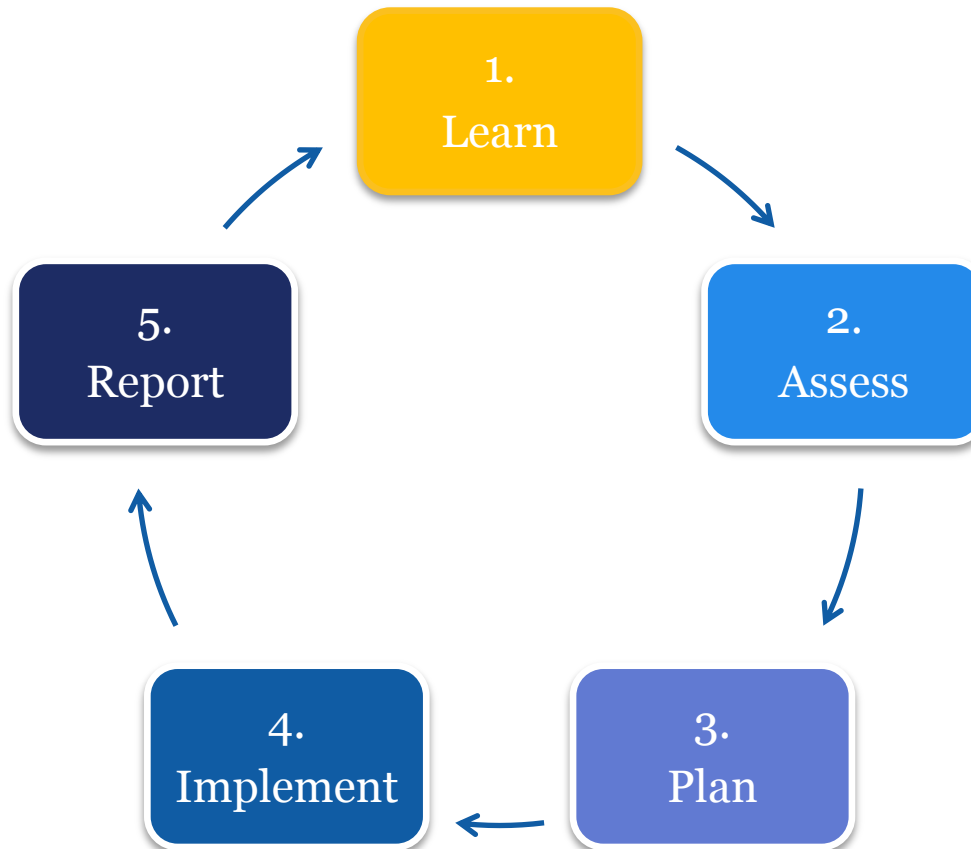 1.
Learn
2.
Assess
3.
Plan
4.
Implement
5.
Report